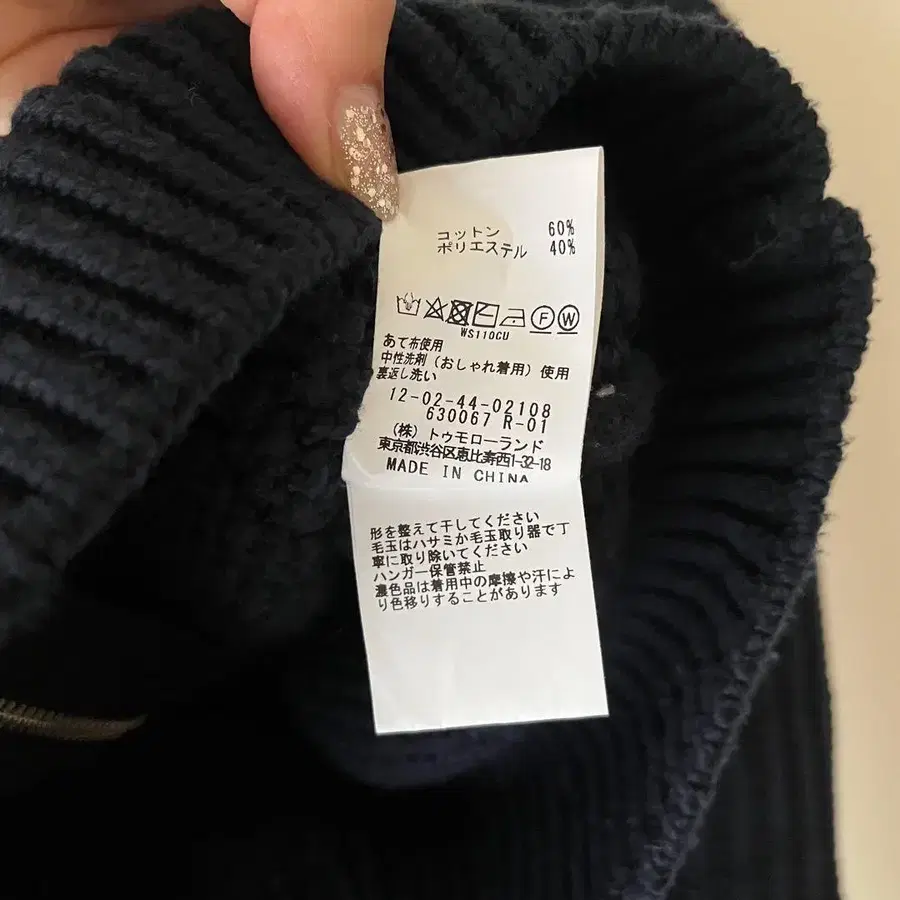 コットン 60%
ポリエステル 40%
F W
WS110CU
あて布使用
中性洗剤（おしゃれ着用）使用
裏返し洗い
12-02-44-02108
630067 R-01
（株）トゥモローランド
東京都渋谷区恵比寿西1-32-18
MADE IN CHINA
形を整えて干してください
毛玉はハサミか毛玉取り器で丁
寧に取り除いてください
ハンガー保管禁止
濃色品は着用中の摩擦や汗によ
り色移りすることがあります